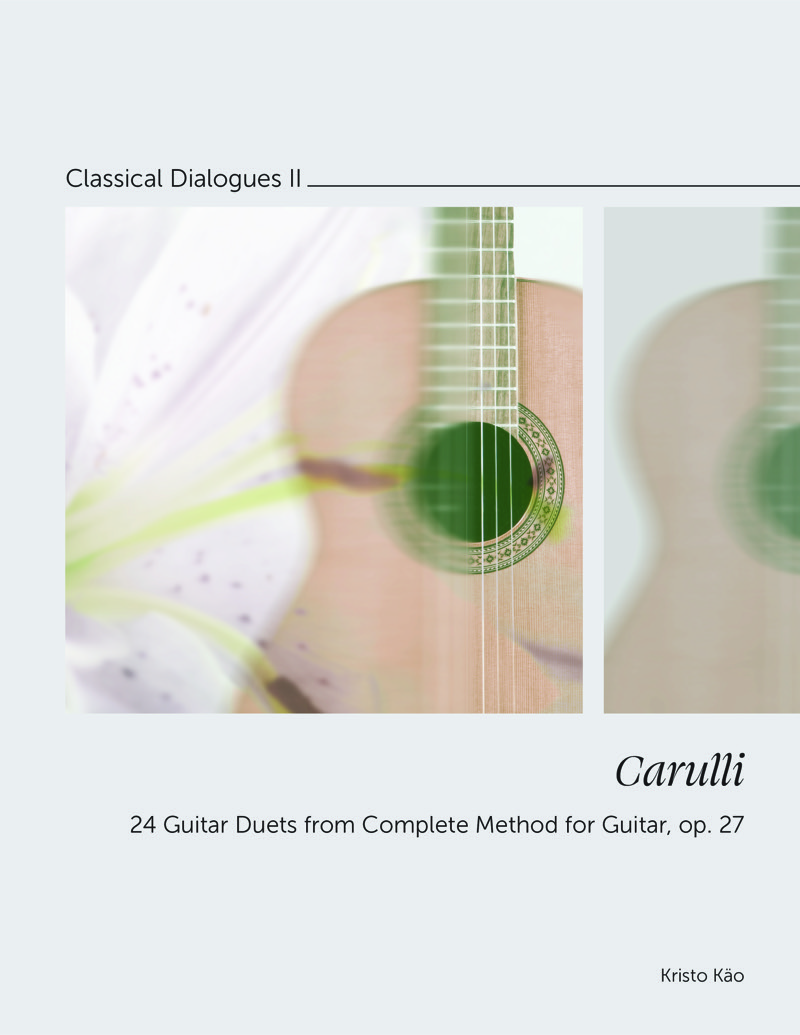 Classical Dialogues II
Carulli
24 Guitar Duets from Complete Method for Guitar, op. 27
Kristo Käo